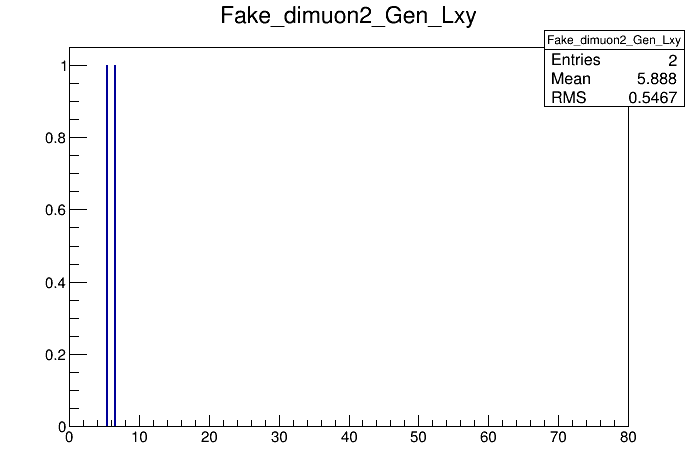 Fake_dimuon2_Gen_Lxy
Fake_dimuon2_Gen_Lxy
Entries 2
Mean 5.888
RMS 0.5467
1
0.8
0.6
0.4
0.2
0
0 10 20 30 40 50 60 70 80